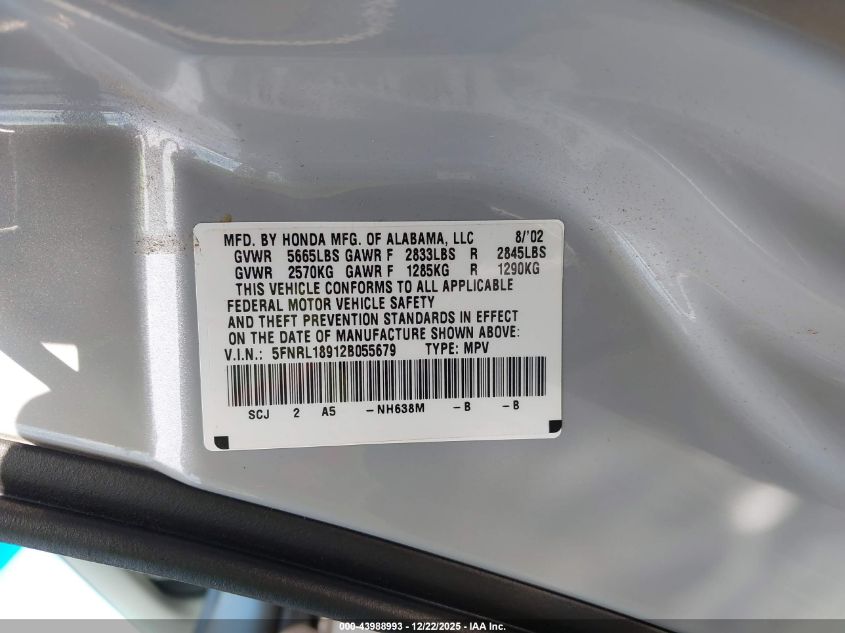 MFD. BY HONDA MFG. OF ALABAMA, LLC 8/'02
GVWR 5665LBS GAWR F 2833LBS R 2845LBS
GVWR 2570KG GAWR F 1285KG R 1290KG
THIS VEHICLE CONFORMS TO ALL APPLICABLE
FEDERAL MOTOR VEHICLE SAFETY
AND THEFT PREVENTION STANDARDS IN EFFECT
ON THE DATE OF MANUFACTURE SHOWN ABOVE:
V.I.N.: 5FNRL18912B055679 TYPE: MPV
SCJ 2 A5 -NH638M -B -B
000-43988993 - 12/22/2025 - IAA Inc.